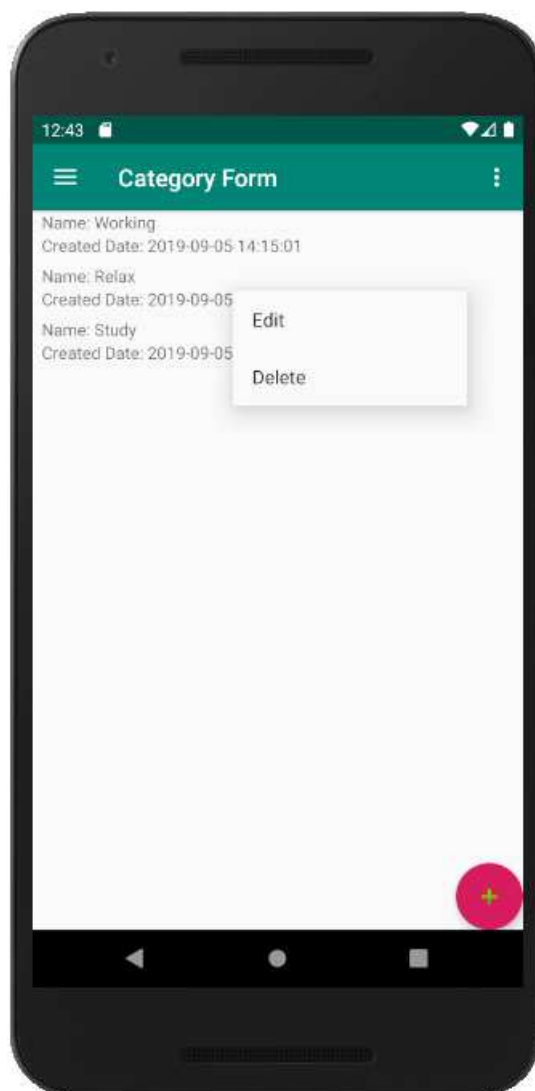 12:43
Category Form
Name: Working
Created Date: 2019-09-05 14:15:01
Name: Relax
Created Date: 2019-09-05
Name: Study
Created Date: 2019-09-05
Edit
Delete